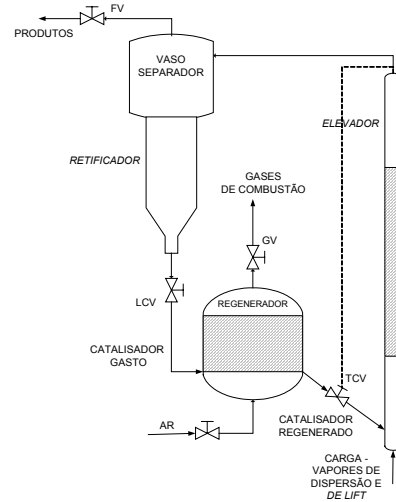 FV
PRODUTOS
VASO
SEPARADOR
ELEVADOR
RETIFICADOR
GASES
DE COMBUSTÃO
GV
LCV
REGENERADOR
CATALISADOR
GASTO
TCV
AR
CATALISADOR
REGENERADO
CARGA -
VAPORES DE
DISPERSÃO E
DE LIFT